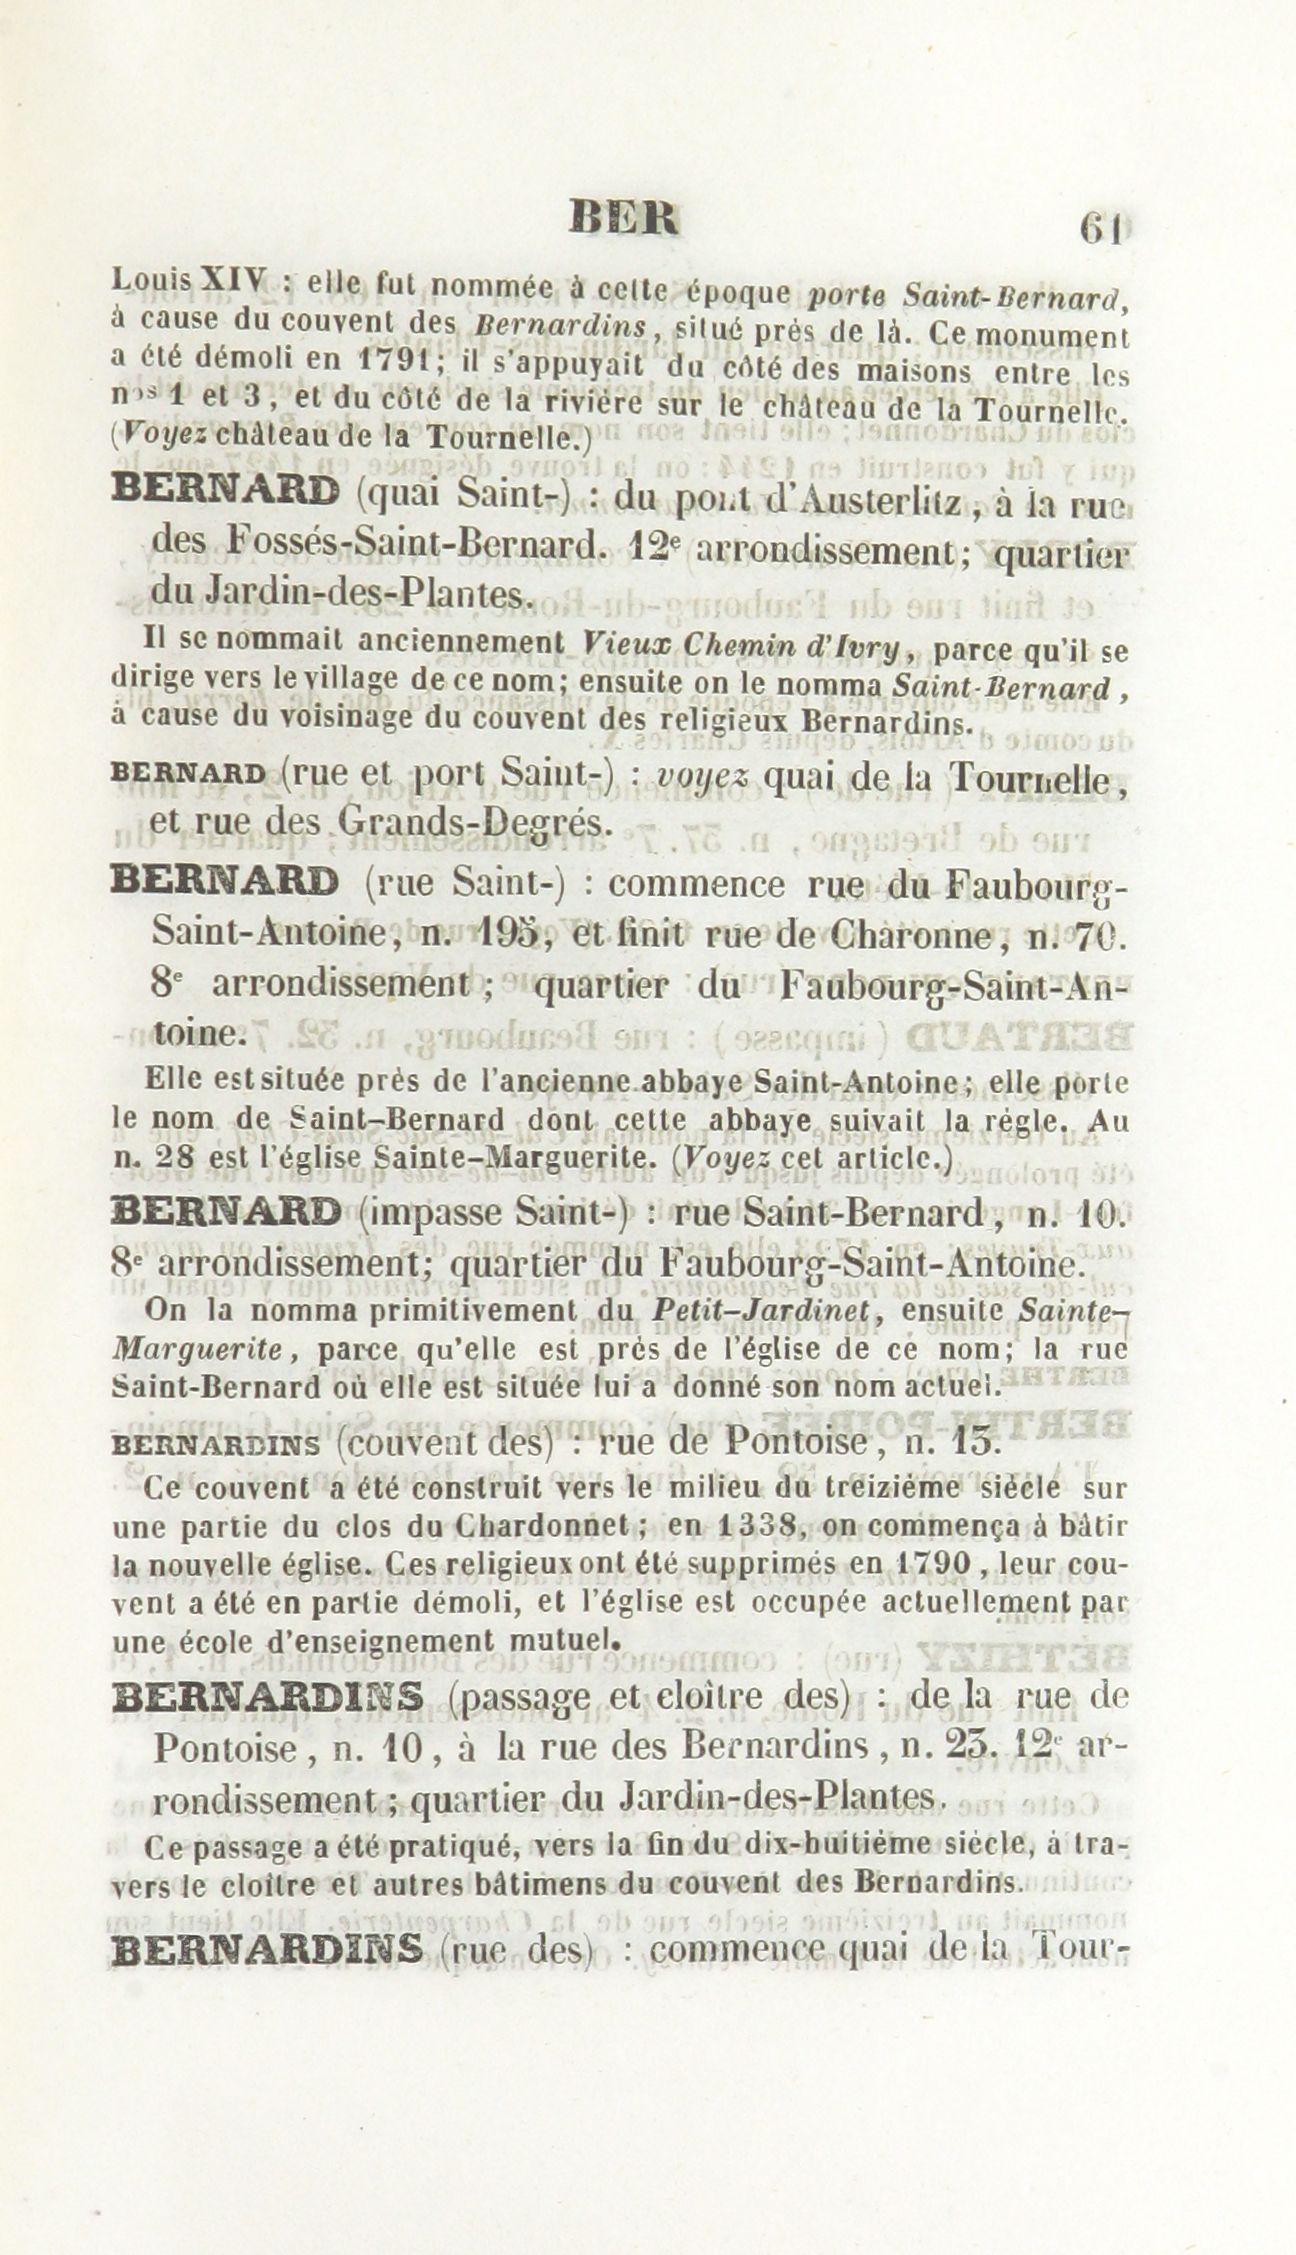 BER
61
Louis XIV : elle fut nommée à cette époque porte Saint-Bernard,
à cause du couvent des Bernardins, situé près de là. Ce monument
a été démoli en 1791; il s'appuyait du côté des maisons entre les
nos 1 et 3, et du côté de la rivière sur le château de la Tournelle.
(Voyez château de la Tournelle.)
BERNARD (quai Saint-) : du pont d'Austerlitz, à la rue
des Fossés-Saint-Bernard. 12e arrondissement; quartier
du Jardin-des-Plantes.
Il se nommait anciennement Vieux Chemin d'Ivry, parce qu'il se
dirige vers le village de ce nom; ensuite on le nomma Saint-Bernard,
à cause du voisinage du couvent des religieux Bernardins.
BERNARD (rue et port Saint-) : voyez quai de la Tournelle,
et rue des Grands-Degrés.
BERNARD (rue Saint-) : commence rue du Faubourg-
Saint-Antoine, n. 195, et finit rue de Charonne, n. 70.
8e arrondissement; quartier du Faubourg-Saint-An-
toine.
Elle est située près de l'ancienne abbaye Saint-Antoine; elle porte
le nom de Saint-Bernard dont cette abbaye suivait la règle. Au
n. 28 est l'église Sainte-Marguerite. (Voyez cet article.)
BERNARD (impasse Saint-) : rue Saint-Bernard, n. 10.
8e arrondissement; quartier du Faubourg-Saint-Antoine.
On la nomma primitivement du Petit-Jardinet, ensuite Sainte-
Marguerite, parce qu'elle est près de l'église de ce nom; la rue
Saint-Bernard où elle est située lui a donné son nom actuel.
BERNARDINS (couvent des) : rue de Pontoise, n. 13.
Ce couvent a été construit vers le milieu du treizième siècle sur
une partie du clos du Chardonnet; en 1338, on commença à bâtir
la nouvelle église. Ces religieux ont été supprimés en 1790, leur cou-
vent a été en partie démoli, et l'église est occupée actuellement par
une école d'enseignement mutuel.
BERNARDINS (passage et cloître des) : de la rue de
Pontoise, n. 10, à la rue des Bernardins, n. 23. 12e ar-
rondissement; quartier du Jardin-des-Plantes.
Ce passage a été pratiqué, vers la fin du dix-huitième siècle, à tra-
vers le cloître et autres bâtimens du couvent des Bernardins.
BERNARDINS (rue des) : commence quai de la Tour-